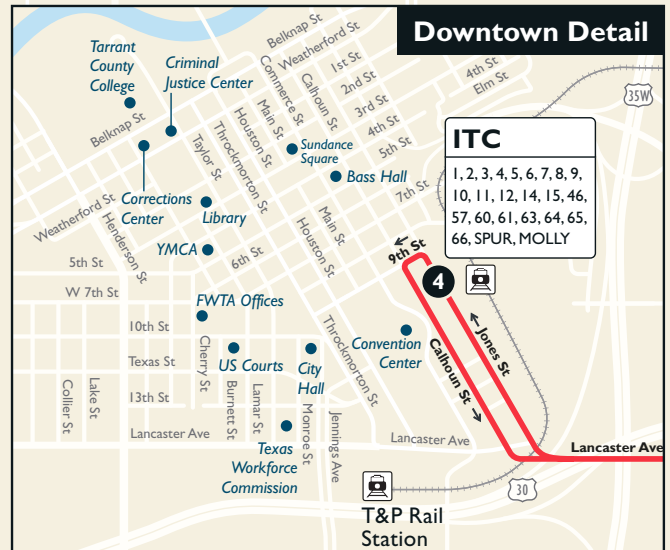 Downtown Detail
Tarrant
County
College
Criminal
Justice Center
Belknap St
Weatherford St
1st St
2nd St
3rd St
4th St
5th St
4th St
Elm St
35W
Commerce St
Calhoun St
Main St
Houston St
Throckmorton St
Taylor St
Belknap St
Sundance
Square
Bass Hall
7th St
ITC
1, 2, 3, 4, 5, 6, 7, 8, 9,
10, 11, 12, 14, 15, 46,
57, 60, 61, 63, 64, 65,
66, SPUR, MOLLY
Weatherford St
Henderson St
Corrections
Center
Library
YMCA
6th St
Main St
Houston St
9th St
4
5th St
W 7th St
FWTA Offices
10th St
Texas St
13th St
Lancaster Ave
Collier St
Lake St
Cherry St
US Courts
Burnett St
Lamar St
City
Hall
Monroe St
Jennings Ave
Throckmorton St
Convention
Center
Calhoun St
Jones St
Lancaster Ave
Lancaster Ave
Texas
Workforce
Commission
30
T&P Rail
Station